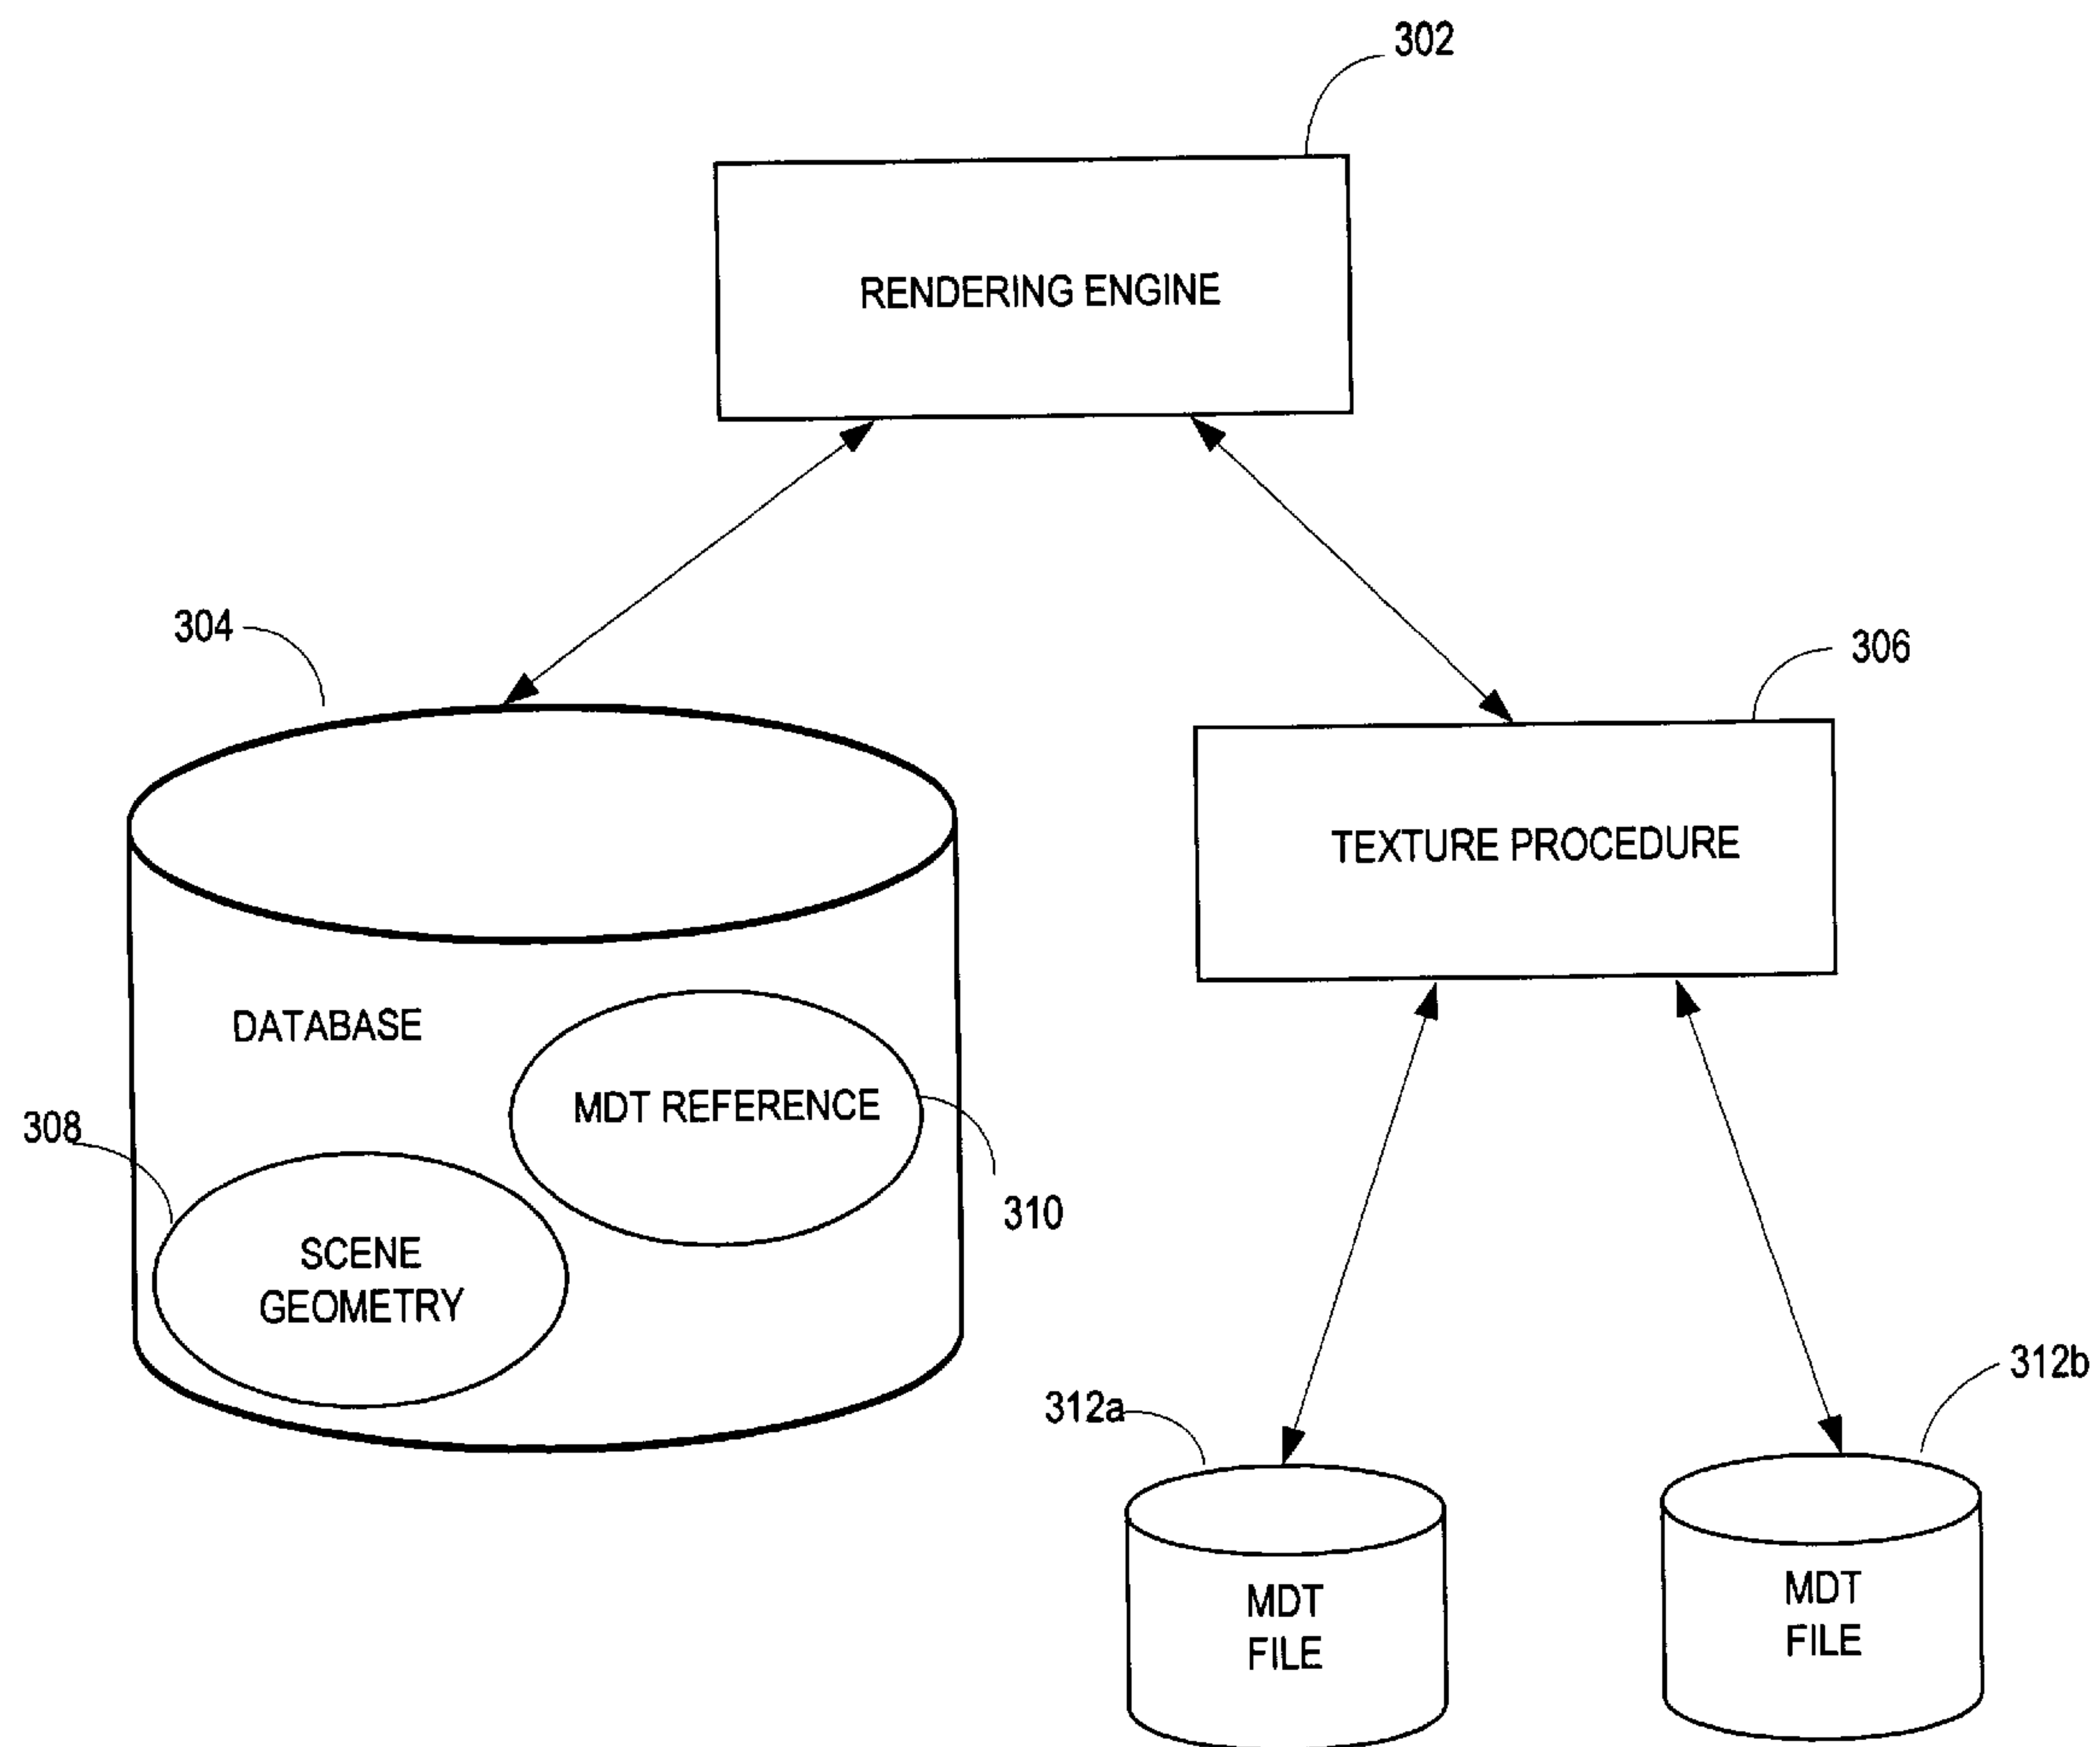 302
RENDERING ENGINE
304
306
TEXTURE PROCEDURE
DATABASE
MDT REFERENCE
308
310
SCENE
GEOMETRY
312a
312b
MDT
FILE
MDT
FILE